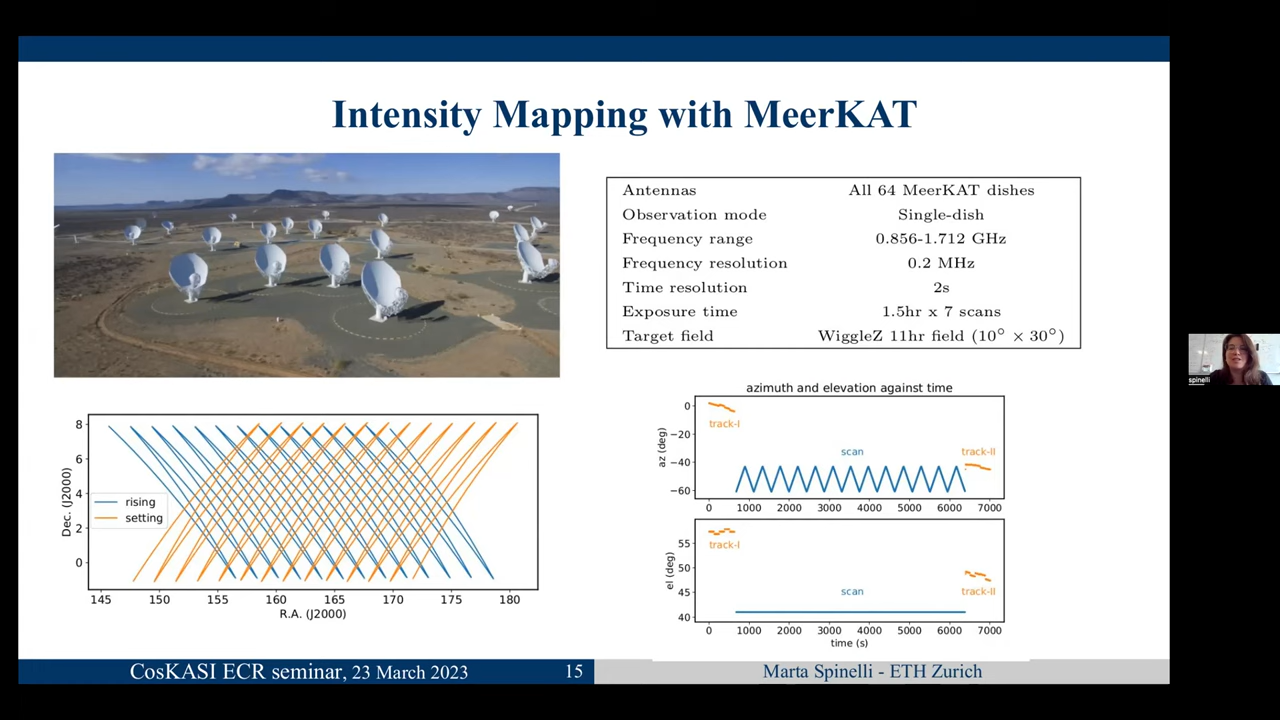 Intensity Mapping with MeerKAT
Antennas All 64 MeerKAT dishes
Observation mode Single-dish
Frequency range 0.856-1.712 GHz
Frequency resolution 0.2 MHz
Time resolution 2s
Exposure time 1.5hr x 7 scans
Target field WiggleZ 11hr field (10° × 30°)
8
6
4
2
0
Dec. (J2000)
rising
setting
145 150 155 160 165 170 175 180
R.A. (J2000)
azimuth and elevation against time
0
−20
−40
−60
az (deg)
track-I
scan
track-II
0 1000 2000 3000 4000 5000 6000 7000
55
50
45
40
el (deg)
track-I
scan
track-II
0 1000 2000 3000 4000 5000 6000 7000
time (s)
spinelli
CosKASI ECR seminar, 23 March 2023
15
Marta Spinelli - ETH Zurich